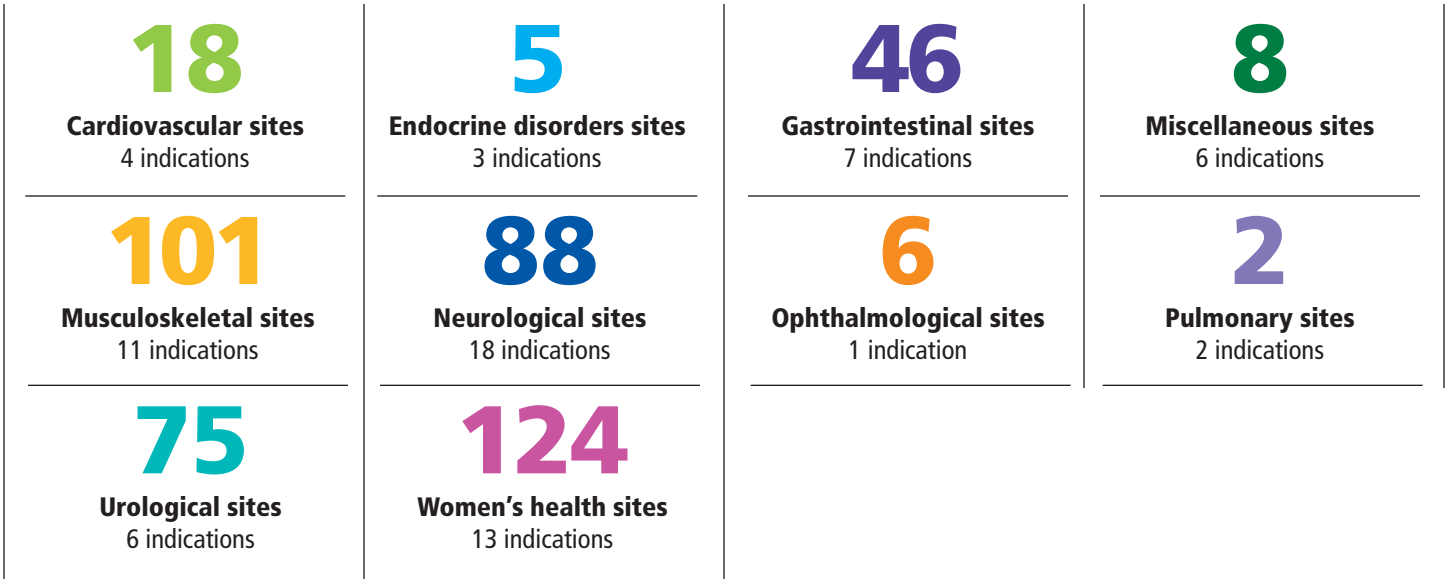 18
Cardiovascular sites
4 indications
5
Endocrine disorders sites
3 indications
46
Gastrointestinal sites
7 indications
8
Miscellaneous sites
6 indications
101
Musculoskeletal sites
11 indications
88
Neurological sites
18 indications
6
Ophthalmological sites
1 indication
2
Pulmonary sites
2 indications
75
Urological sites
6 indications
124
Women’s health sites
13 indications